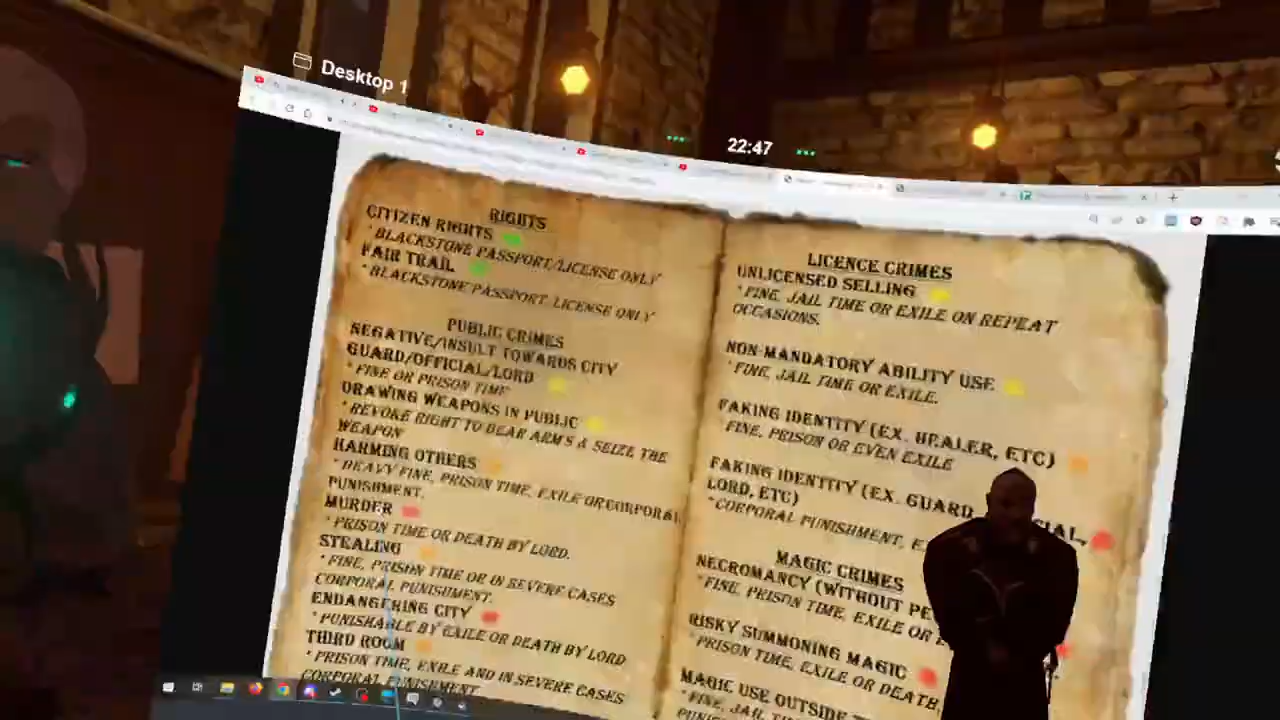 Desktop 1
22:47
RIGHTS
CITIZEN RIGHTS
* BLACKSTONE PASSPORT/LICENSE ONLY
FAIR TRAIL
* BLACKSTONE PASSPORT, LICENSE ONLY
PUBLIC CRIMES
NEGATIVE/INSULT TOWARDS CITY
GUARD/OFFICIAL/LORD
* FINE OR PRISON TIME
DRAWING WEAPONS IN PUBLIC
* REVOKE RIGHT TO BEAR ARM'S & SEIZE THE
WEAPON
HARMING OTHERS
* HEAVY FINE, PRISON TIME, EXILE OR CORPORAL
PUNISHMENT.
MURDER
* PRISON TIME OR DEATH BY LORD.
STEALING
* FINE, PRISON TIME OR IN SEVERE CASES
CORPORAL PUNISHMENT.
ENDANGERING CITY
* PUNISHABLE BY EXILE OR DEATH BY LORD
THIRD ROOM
* PRISON TIME, EXILE AND IN SEVERE CASES
CORPORAL PUNISHMENT.
LICENCE CRIMES
UNLICENSED SELLING
* FINE, JAIL TIME OR EXILE ON REPEAT
OCCASIONS.
NON-MANDATORY ABILITY USE
* FINE, JAIL TIME OR EXILE.
FAKING IDENTITY (EX. HEALER, ETC)
FINE, PRISON OR EVEN EXILE
FAKING IDENTITY (EX. GUARD,
LORD, ETC)
* CORPORAL PUNISHMENT,
MAGIC CRIMES
NECROMANCY (WITHOUT
* FINE, PRISON TIME, EXILE OR
RISKY SUMMONING MAGIC
* PRISON TIME, EXILE OR DEATH,
MAGIC USE OUTSIDE
* FINE, JAIL